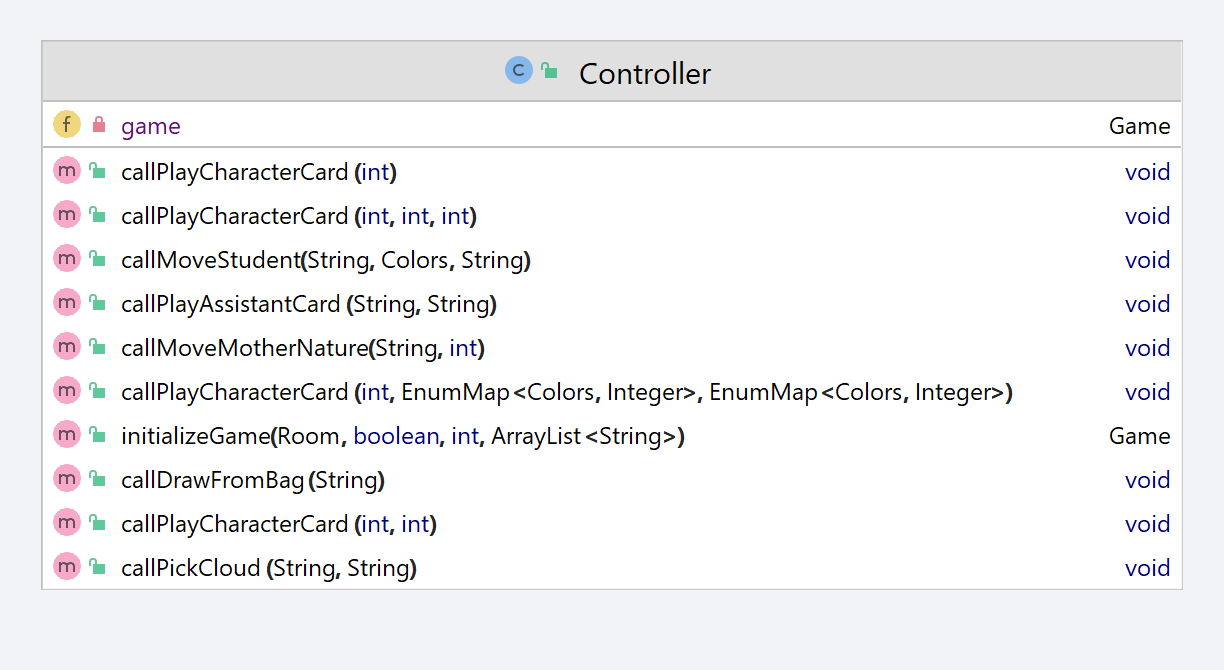 C Controller
f game Game
m callPlayCharacterCard (int) void
m callPlayCharacterCard (int, int, int) void
m callMoveStudent(String, Colors, String) void
m callPlayAssistantCard (String, String) void
m callMoveMotherNature(String, int) void
m callPlayCharacterCard (int, EnumMap<Colors, Integer>, EnumMap<Colors, Integer>) void
m initializeGame(Room, boolean, int, ArrayList<String>) Game
m callDrawFromBag (String) void
m callPlayCharacterCard (int, int) void
m callPickCloud (String, String) void